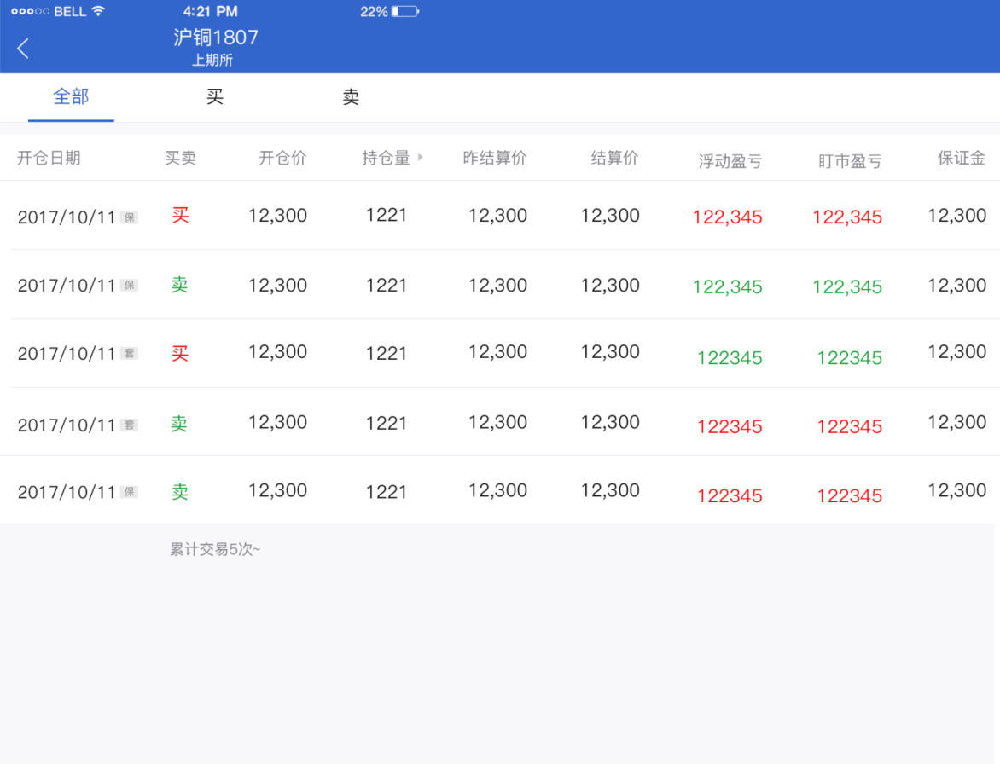 BELL 4:21 PM 22%
沪铜1807
上期所
全部 买 卖
开仓日期 买卖 开仓价 持仓量 昨结算价 结算价 浮动盈亏 盯市盈亏 保证金
2017/10/11 保 买 12,300 1221 12,300 12,300 122,345 122,345 12,300
2017/10/11 保 卖 12,300 1221 12,300 12,300 122,345 122,345 12,300
2017/10/11 套 买 12,300 1221 12,300 12,300 122345 122345 12,300
2017/10/11 套 卖 12,300 1221 12,300 12,300 122345 122345 12,300
2017/10/11 保 卖 12,300 1221 12,300 12,300 122345 122345 12,300
累计交易5次~